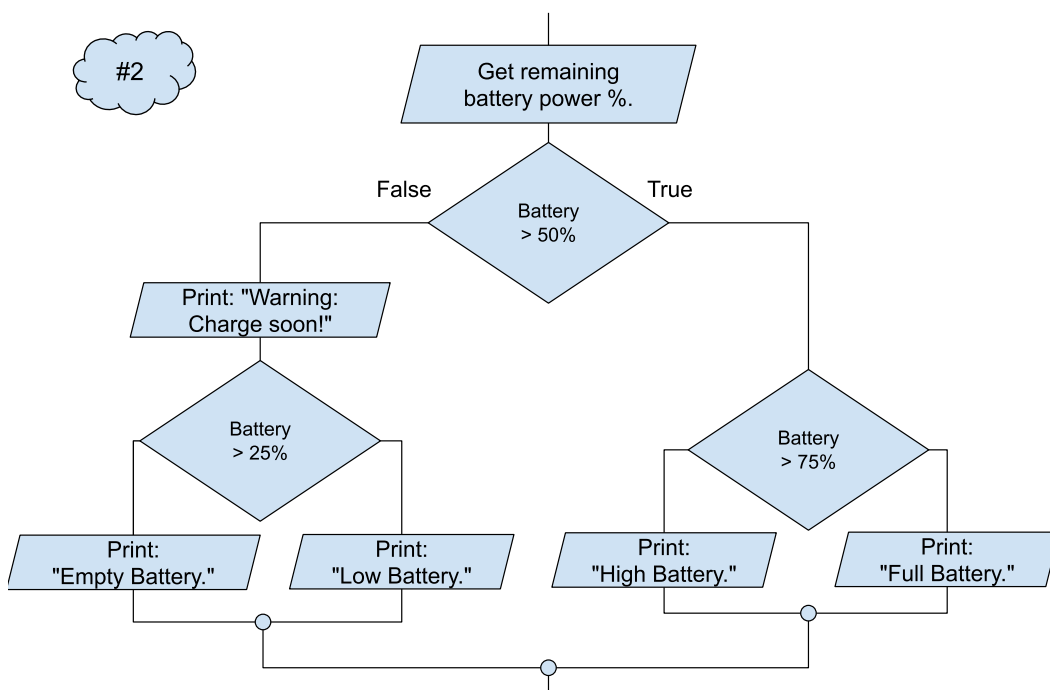 #2
Get remaining
battery power %.
False
True
Battery
> 50%
Print: "Warning:
Charge soon!"
Battery
> 25%
Battery
> 75%
Print:
"Empty Battery."
Print:
"Low Battery."
Print:
"High Battery."
Print:
"Full Battery."